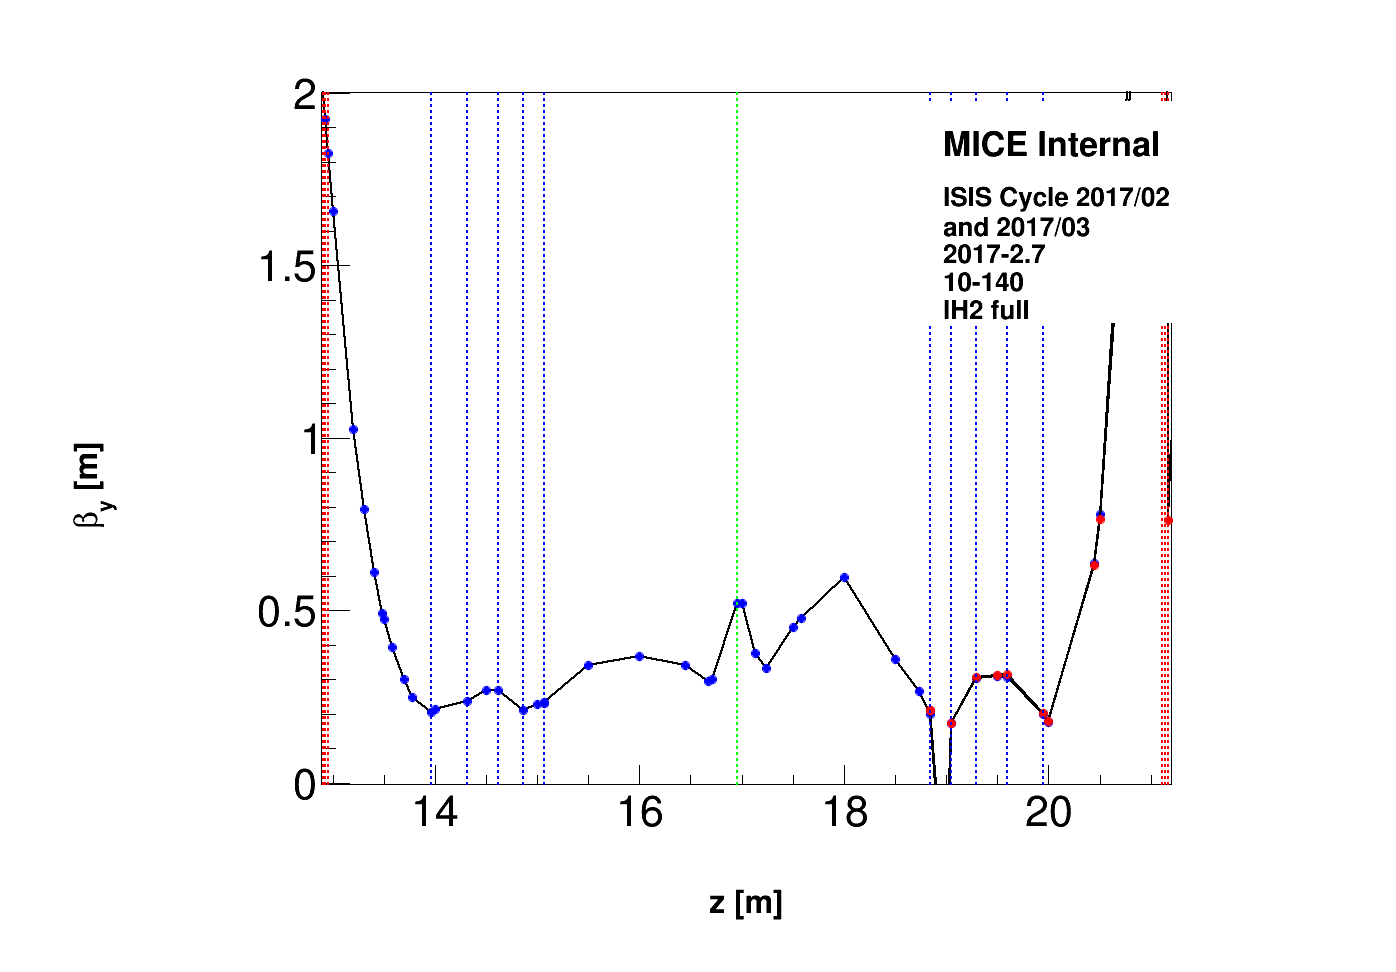 2
1.5
1
0.5
0
14 16 18 20
z [m]
βy [m]
MICE Internal
ISIS Cycle 2017/02
and 2017/03
2017-2.7
10-140
lH2 full